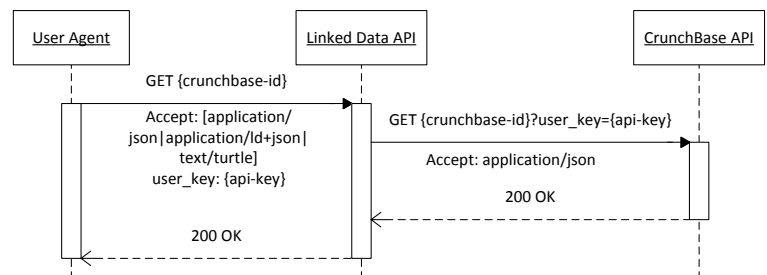 User Agent
Linked Data API
CrunchBase API
GET {crunchbase-id}
Accept: [application/
json|application/ld+json|
text/turtle]
user_key: {api-key}
GET {crunchbase-id}?user_key={api-key}
Accept: application/json
200 OK
200 OK